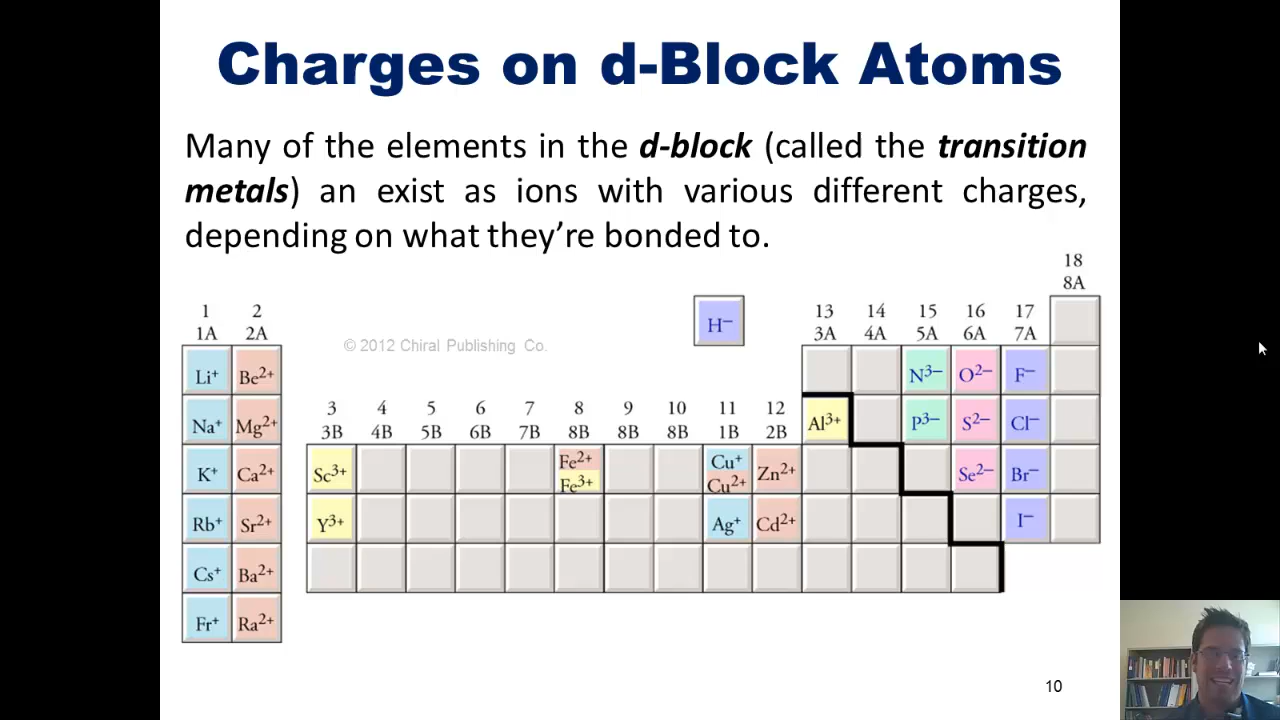 Charges on d-Block Atoms
Many of the elements in the d-block (called the transition
metals) an exist as ions with various different charges,
depending on what they’re bonded to.
18
8A
1 2 H⁻ 13 14 15 16 17
1A 2A 3A 4A 5A 6A 7A
© 2012 Chiral Publishing Co.
Li⁺ Be²⁺ N³⁻ O²⁻ F⁻
3 4 5 6 7 8 9 10 11 12
3B 4B 5B 6B 7B 8B 8B 8B 1B 2B
Na⁺ Mg²⁺ Al³⁺ P³⁻ S²⁻ Cl⁻
K⁺ Ca²⁺ Sc³⁺ Fe²⁺ Fe³⁺ Cu⁺ Cu²⁺ Zn²⁺ Se²⁻ Br⁻
Rb⁺ Sr²⁺ Y³⁺ Ag⁺ Cd²⁺ I⁻
Cs⁺ Ba²⁺
Fr⁺ Ra²⁺
10